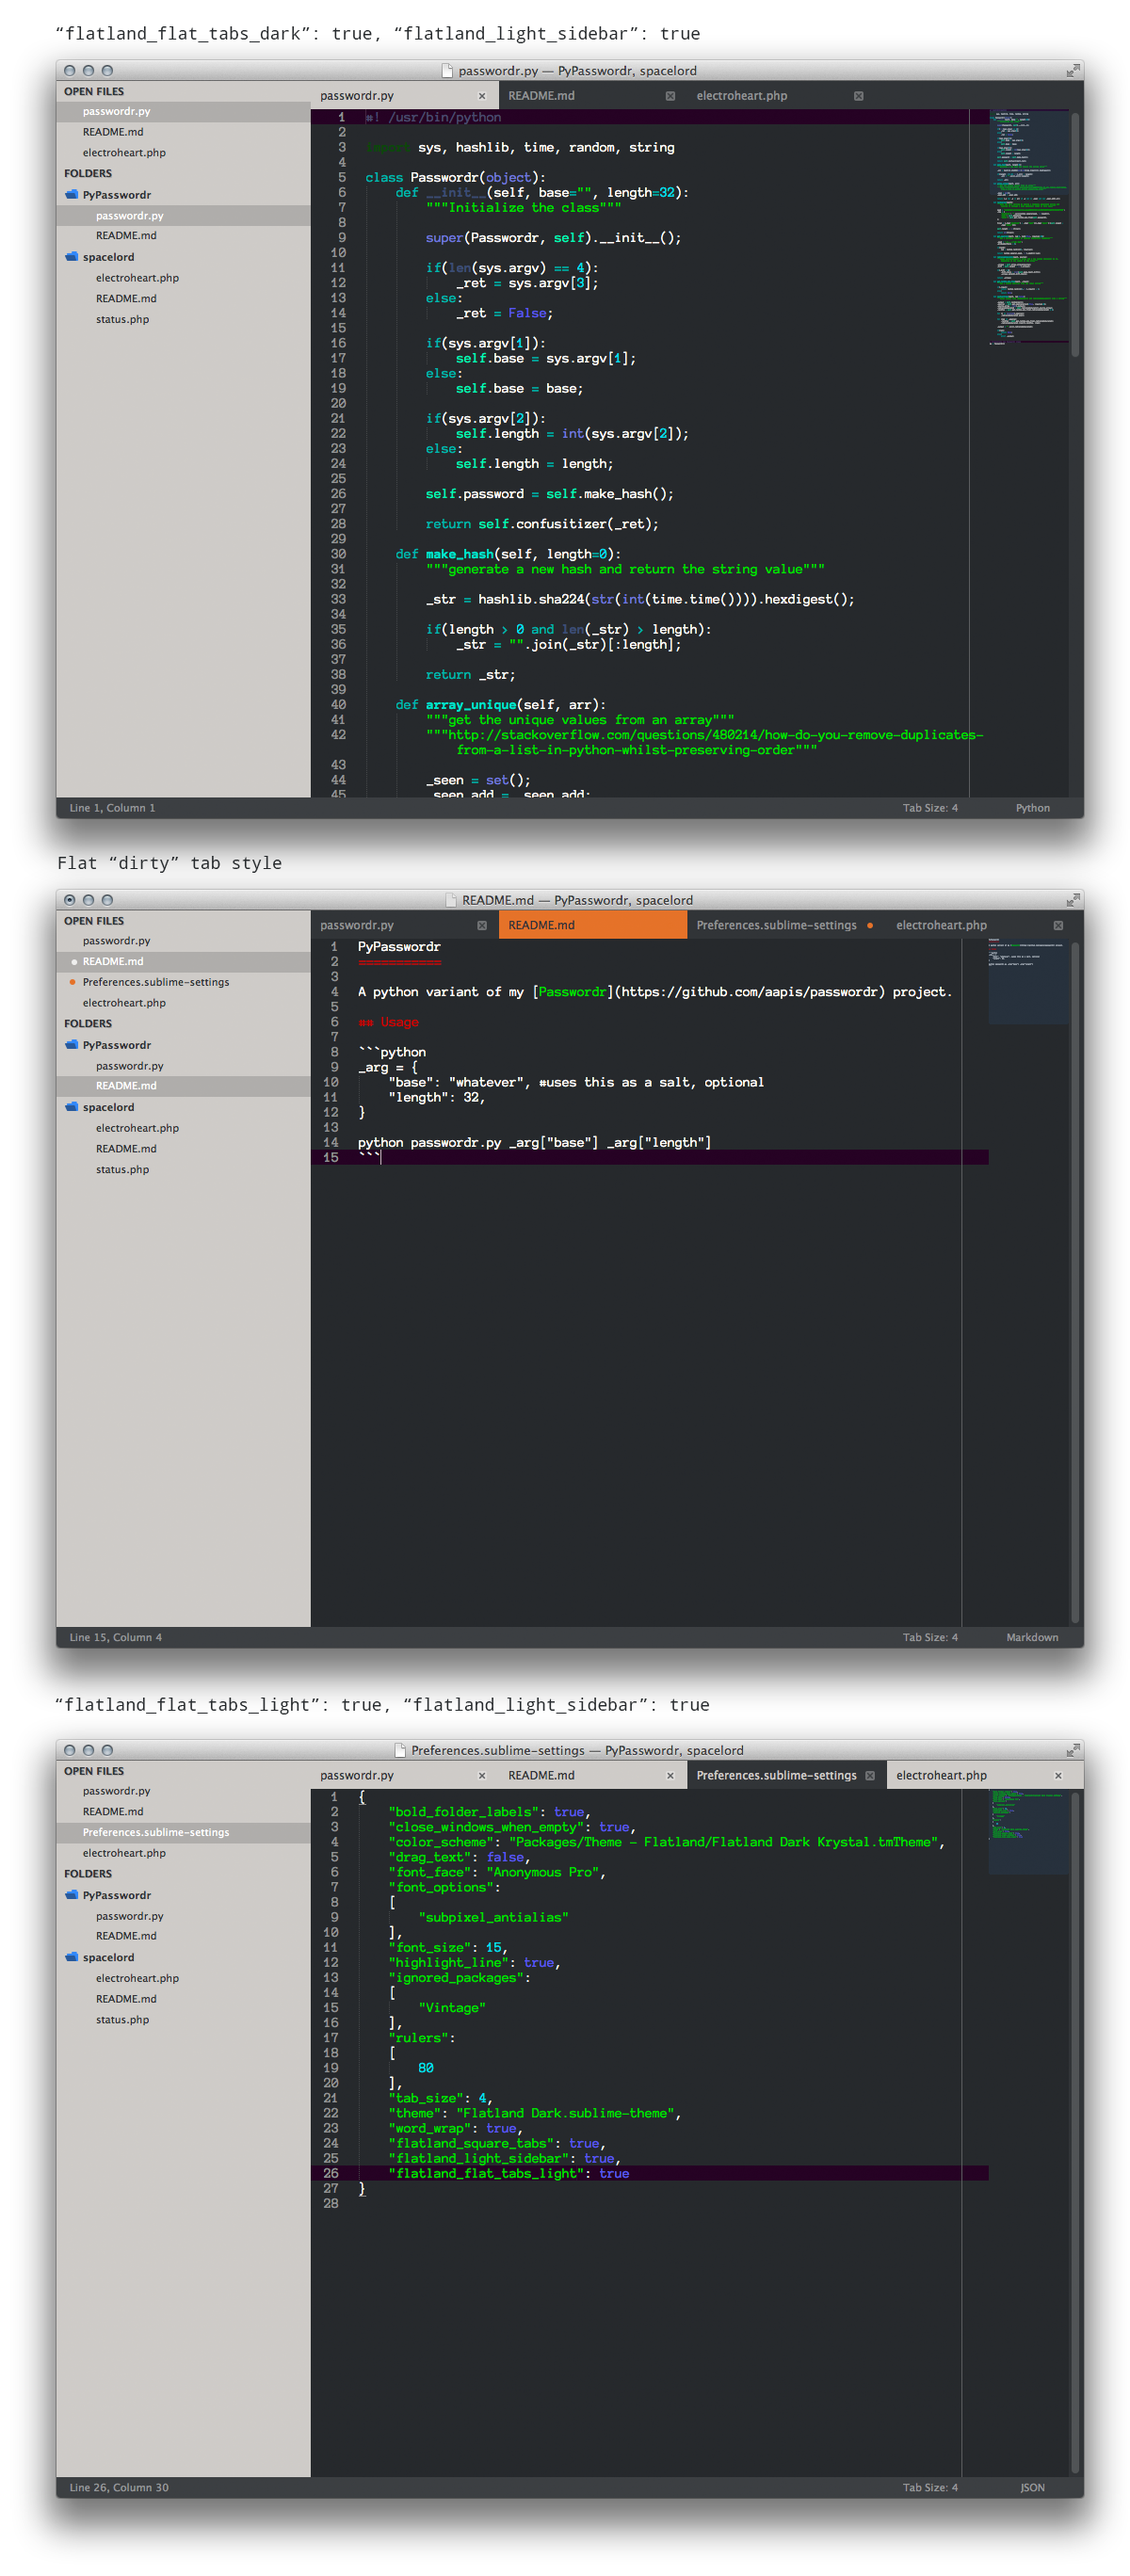 “flatland_flat_tabs_dark”: true, “flatland_light_sidebar”: true
passwordr.py — PyPasswordr, spacelord
OPEN FILES
passwordr.py
README.md
electroheart.php
FOLDERS
PyPasswordr
passwordr.py
README.md
spacelord
electroheart.php
README.md
status.php
passwordr.py README.md electroheart.php
1 #! /usr/bin/python
2
3 import sys, hashlib, time, random, string
4
5 class Passwordr(object):
6 def __init__(self, base="", length=32):
7 """Initialize the class"""
8
9 super(Passwordr, self).__init__();
10
11 if(len(sys.argv) == 4):
12 _ret = sys.argv[3];
13 else:
14 _ret = False;
15
16 if(sys.argv[1]):
17 self.base = sys.argv[1];
18 else:
19 self.base = base;
20
21 if(sys.argv[2]):
22 self.length = int(sys.argv[2]);
23 else:
24 self.length = length;
25
26 self.password = self.make_hash();
27
28 return self.confusitizer(_ret);
29
30 def make_hash(self, length=0):
31 """generate a new hash and return the string value"""
32
33 _str = hashlib.sha224(str(int(time.time()))).hexdigest();
34
35 if(length > 0 and len(_str) > length):
36 _str = "".join(_str)[:length];
37
38 return _str;
39
40 def array_unique(self, arr):
41 """get the unique values from an array"""
42 """http://stackoverflow.com/questions/480214/how-do-you-remove-duplicates-
from-a-list-in-python-whilst-preserving-order"""
43
44 _seen = set();
45 _seen_add = _seen.add;
Line 1, Column 1 Tab Size: 4 Python
Flat “dirty” tab style
README.md — PyPasswordr, spacelord
OPEN FILES
passwordr.py
README.md
Preferences.sublime-settings
electroheart.php
FOLDERS
PyPasswordr
passwordr.py
README.md
spacelord
electroheart.php
README.md
status.php
passwordr.py README.md Preferences.sublime-settings electroheart.php
1 PyPasswordr
2 ===========
3
4 A python variant of my [Passwordr](https://github.com/aapis/passwordr) project.
5
6 ## Usage
7
8 ```python
9 _arg = {
10 "base": "whatever", #uses this as a salt, optional
11 "length": 32,
12 }
13
14 python passwordr.py _arg["base"] _arg["length"]
15 ```
Line 15, Column 4 Tab Size: 4 Markdown
“flatland_flat_tabs_light”: true, “flatland_light_sidebar”: true
Preferences.sublime-settings — PyPasswordr, spacelord
OPEN FILES
passwordr.py
README.md
Preferences.sublime-settings
electroheart.php
FOLDERS
PyPasswordr
passwordr.py
README.md
spacelord
electroheart.php
README.md
status.php
passwordr.py README.md Preferences.sublime-settings electroheart.php
1 {
2 "bold_folder_labels": true,
3 "close_windows_when_empty": true,
4 "color_scheme": "Packages/Theme - Flatland/Flatland Dark Krystal.tmTheme",
5 "drag_text": false,
6 "font_face": "Anonymous Pro",
7 "font_options":
8 [
9 "subpixel_antialias"
10 ],
11 "font_size": 15,
12 "highlight_line": true,
13 "ignored_packages":
14 [
15 "Vintage"
16 ],
17 "rulers":
18 [
19 80
20 ],
21 "tab_size": 4,
22 "theme": "Flatland Dark.sublime-theme",
23 "word_wrap": true,
24 "flatland_square_tabs": true,
25 "flatland_light_sidebar": true,
26 "flatland_flat_tabs_light": true
27 }
28
Line 26, Column 30 Tab Size: 4 JSON